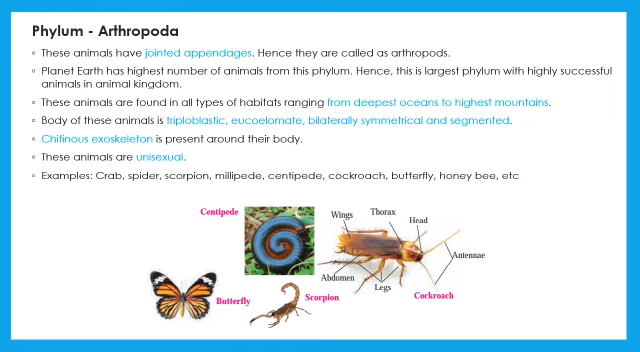 Phylum - Arthropoda
These animals have jointed appendages. Hence they are called as arthropods.
Planet Earth has highest number of animals from this phylum. Hence, this is largest phylum with highly successful
animals in animal kingdom.
These animals are found in all types of habitats ranging from deepest oceans to highest mountains.
Body of these animals is triploblastic, eucoelomate, bilaterally symmetrical and segmented.
Chitinous exoskeleton is present around their body.
These animals are unisexual.
Examples: Crab, spider, scorpion, millipede, centipede, cockroach, butterfly, honey bee, etc
Centipede
Wings
Thorax
Head
Antennae
Abdomen
Legs
Cockroach
Butterfly
Scorpion